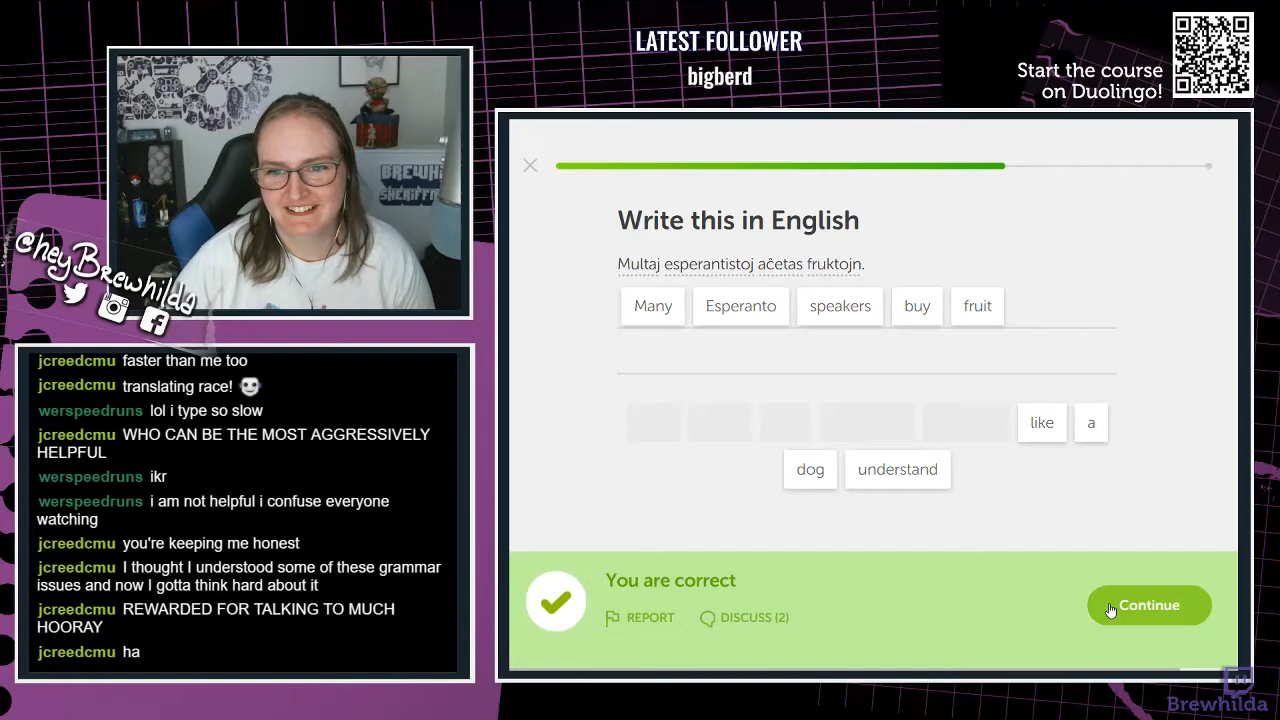 LATEST FOLLOWER
bigberd
Start the course
on Duolingo!
BREWHI
SHERIFFM
@heyBrewhilda
Write this in English
Multaj esperantistoj aĉetas fruktojn.
Many Esperanto speakers buy fruit
like a
dog understand
You are correct
REPORT DISCUSS (2)
Continue
jcreedcmu faster than me too
jcreedcmu translating race!
werspeedruns lol i type so slow
jcreedcmu WHO CAN BE THE MOST AGGRESSIVELY
HELPFUL
werspeedruns ikr
werspeedruns i am not helpful i confuse everyone
watching
jcreedcmu you're keeping me honest
jcreedcmu I thought I understood some of these grammar
issues and now I gotta think hard about it
jcreedcmu REWARDED FOR TALKING TO MUCH
HOORAY
jcreedcmu ha
Brewhilda